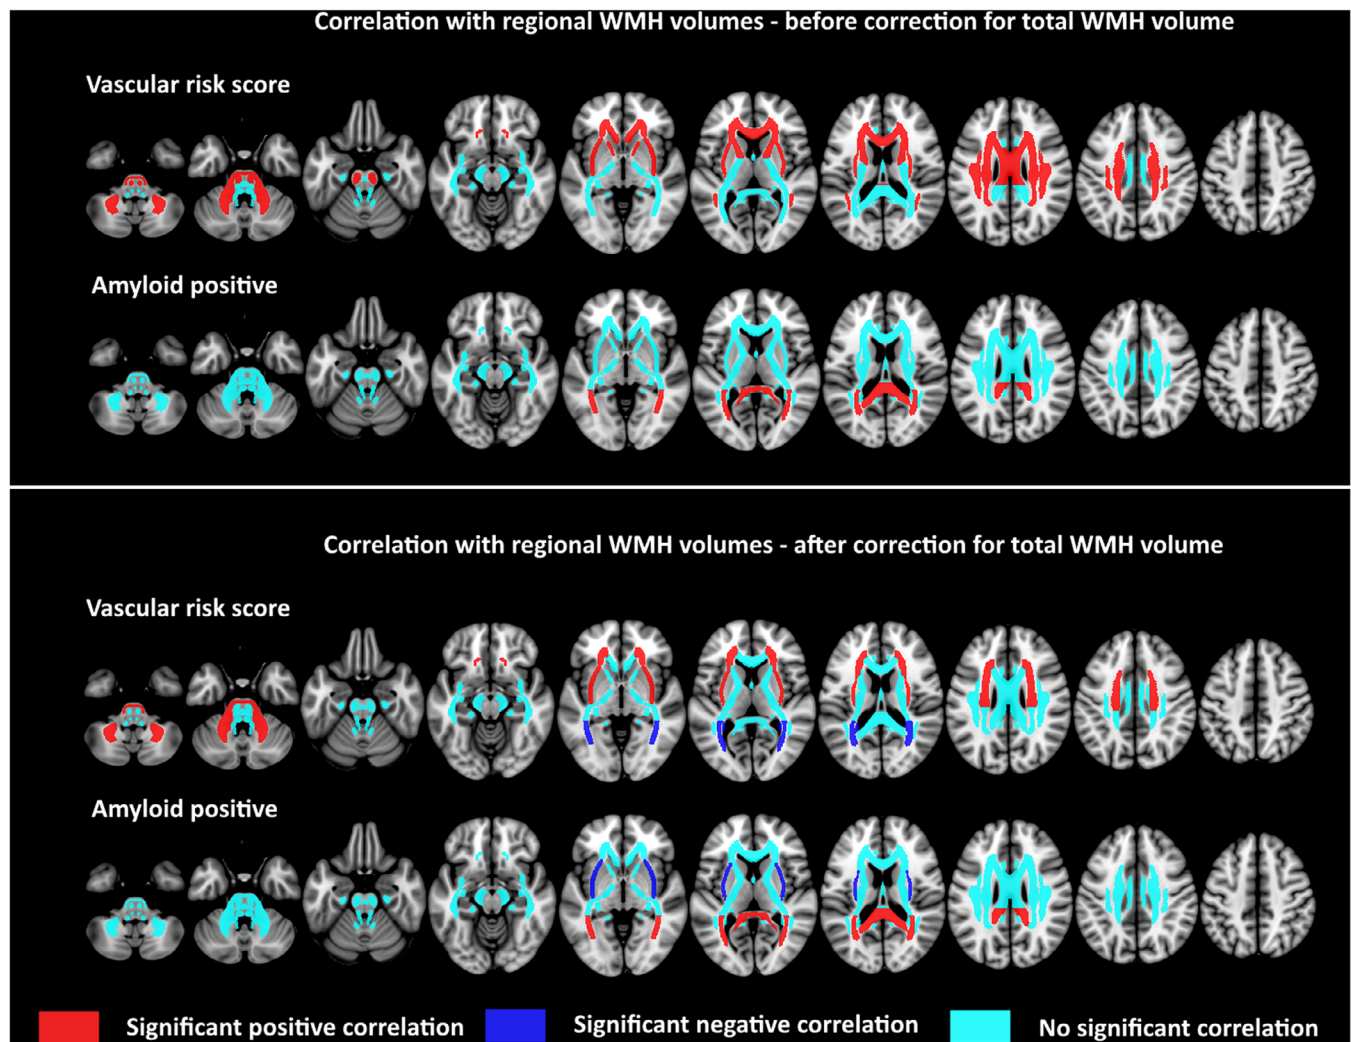 Correlation with regional WMH volumes - before correction for total WMH volume
Vascular risk score
Amyloid positive
Correlation with regional WMH volumes - after correction for total WMH volume
Vascular risk score
Amyloid positive
Significant positive correlation
Significant negative correlation
No significant correlation